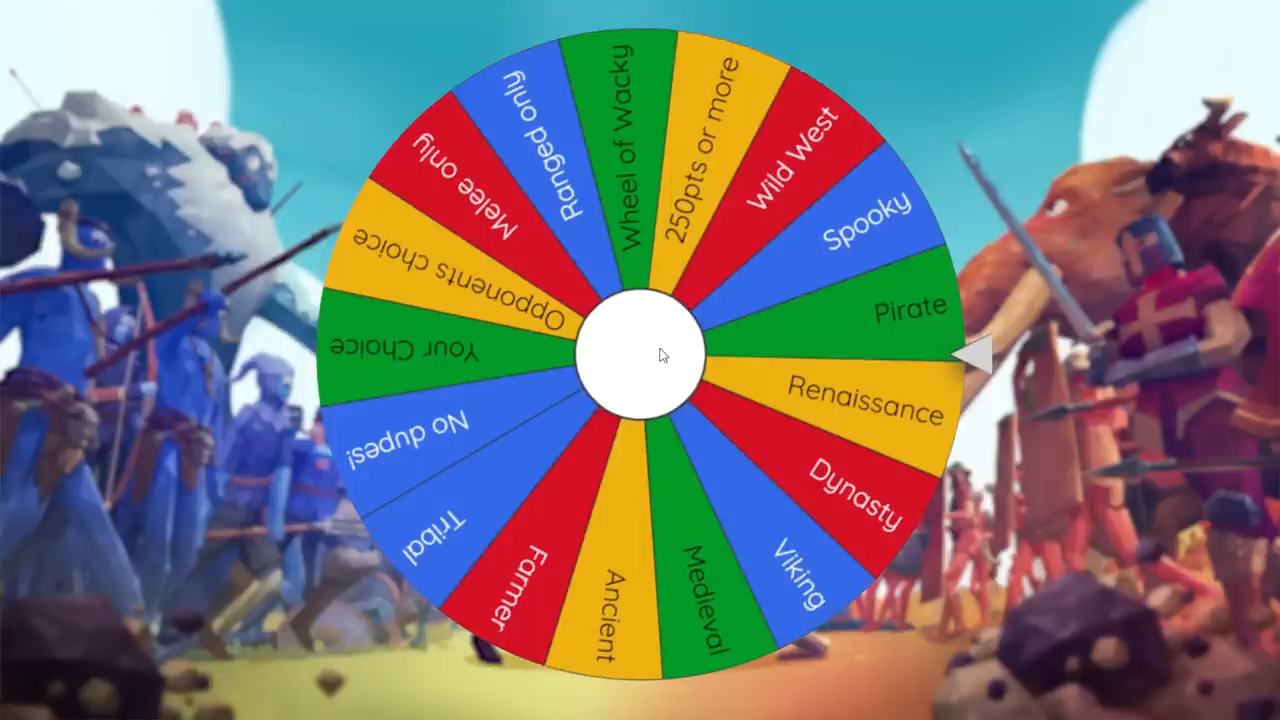 Wheel of Wacky
250pts or more
Wild West
Spooky
Pirate
Renaissance
Dynasty
Viking
Medieval
Ancient
Farmer
Tribal
No dupes!
Your Choice
Opponents choice
Melee only
Ranged only